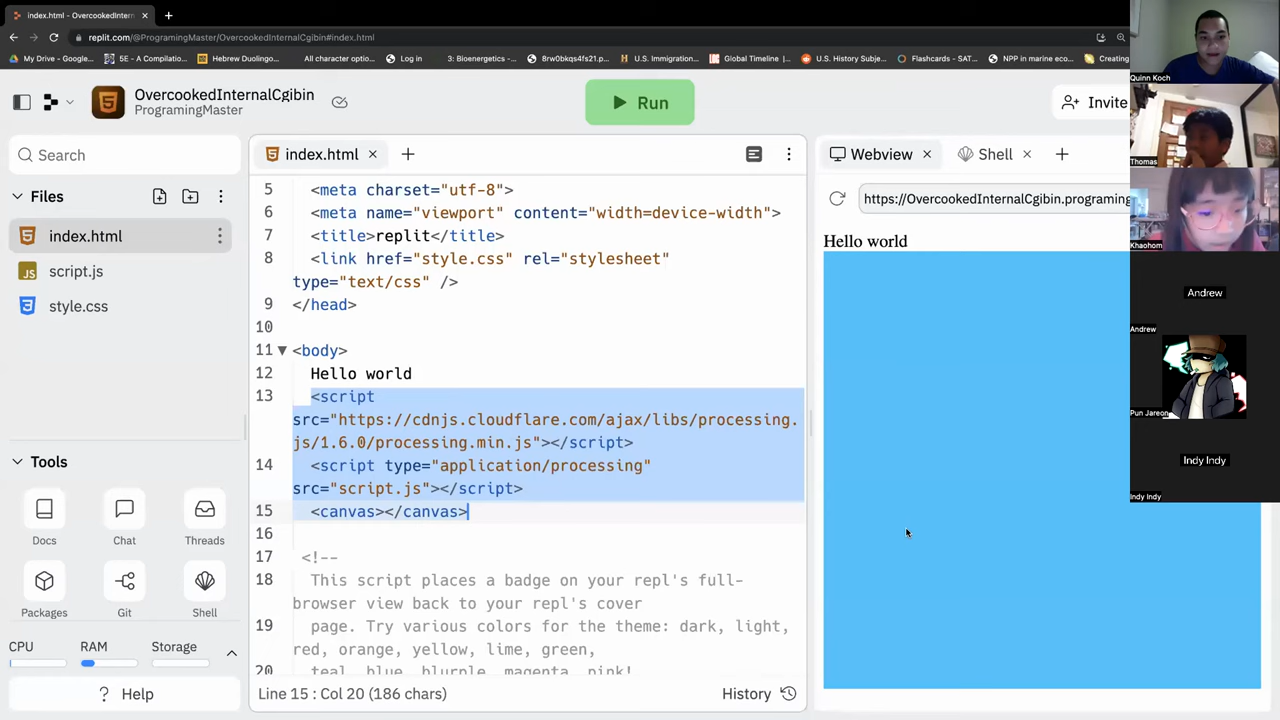 index.html - OvercookedIntern
replit.com/@ProgramingMaster/OvercookedInternalCgibin#index.html
My Drive - Google...
5E - A Compilatio...
Hebrew Duolingo...
All character option...
Log in
3: Bioenergetics -...
8rw0bkqs4fs21.p...
U.S. Immigration...
Global Timeline |...
U.S. History Subje...
Flashcards - SAT...
NPP in marine eco...
Creating
OvercookedInternalCgibin
ProgramingMaster
Run
Invite
Search
Files
index.html
script.js
style.css
Tools
Docs
Chat
Threads
Packages
Git
Shell
CPU
RAM
Storage
? Help
index.html
5 <meta charset="utf-8">
6 <meta name="viewport" content="width=device-width">
7 <title>replit</title>
8 <link href="style.css" rel="stylesheet"
type="text/css" />
9 </head>
10
11 <body>
12 Hello world
13 <script
src="https://cdnjs.cloudflare.com/ajax/libs/processing.
js/1.6.0/processing.min.js"></script>
14 <script type="application/processing"
src="script.js"></script>
15 <canvas></canvas>
16
17 <!--
18 This script places a badge on your repl's full-
browser view back to your repl's cover
19 page. Try various colors for the theme: dark, light,
red, orange, yellow, lime, green,
20 teal, blue, blurple, magenta, pink!
Line 15 : Col 20 (186 chars)
History
Webview
Shell
https://OvercookedInternalCgibin.programing
Hello world
Quinn Koch
Thomas
Khaohom
Andrew
Andrew
Pun Jareon
Indy Indy
Indy Indy